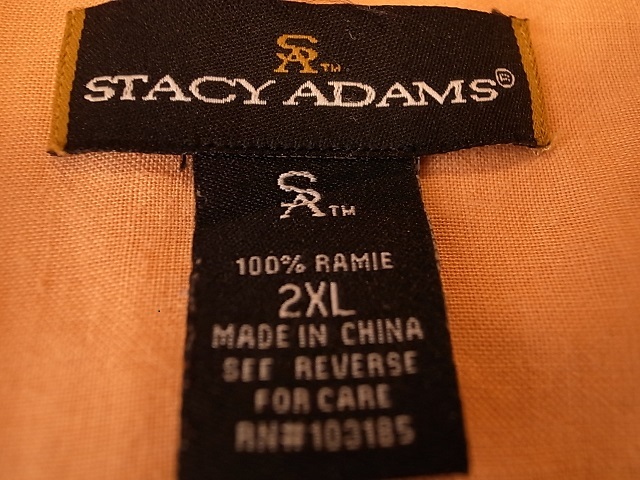 SA™
STACY ADAMS®
SA™
100% RAMIE
2XL
MADE IN CHINA
SEE REVERSE
FOR CARE
RN#103185